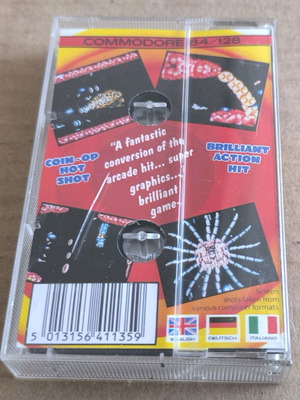 COMMODORE 64/128
COIN-OP
HOT
SHOT
"A fantastic
conversion of the
arcade hit... super
graphics...
brilliant
game.
BRILLIANT
ACTION
HIT
Screen
shots taken from
various computer formats
5 013156 411359
ENGLISH
DEUTSCH
ITALIANO